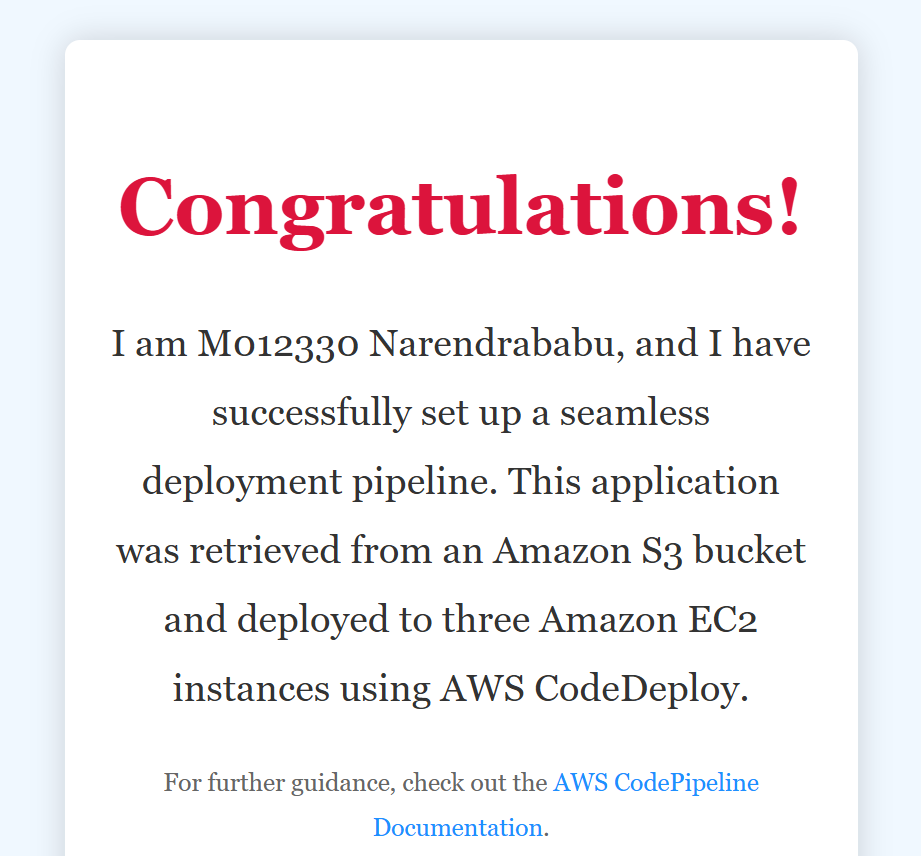 Congratulations!
I am M012330 Narendrababu, and I have
successfully set up a seamless
deployment pipeline. This application
was retrieved from an Amazon S3 bucket
and deployed to three Amazon EC2
instances using AWS CodeDeploy.
For further guidance, check out the AWS CodePipeline
Documentation.